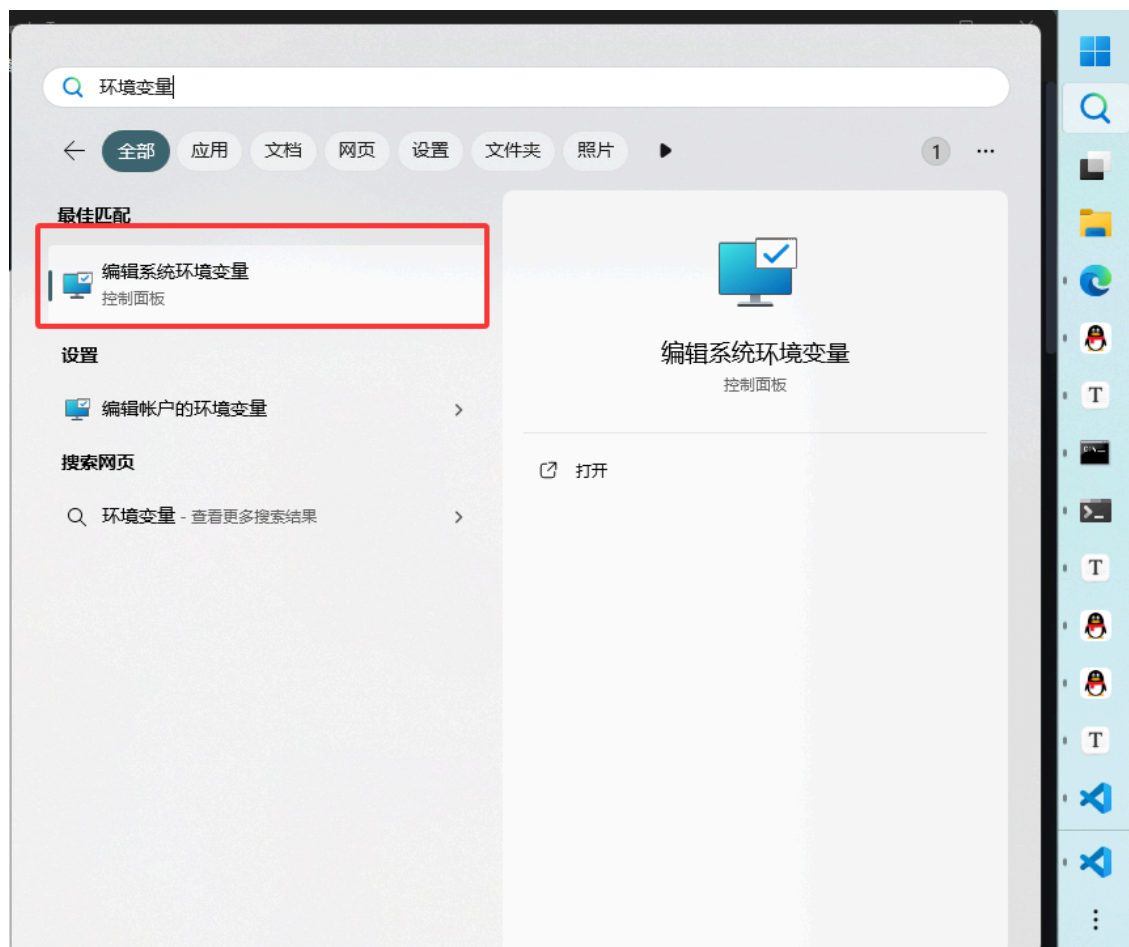 环境变量
全部 应用 文档 网页 设置 文件夹 照片
1
最佳匹配
编辑系统环境变量
控制面板
设置
编辑帐户的环境变量
搜索网页
环境变量 - 查看更多搜索结果
编辑系统环境变量
控制面板
打开
T
T
T